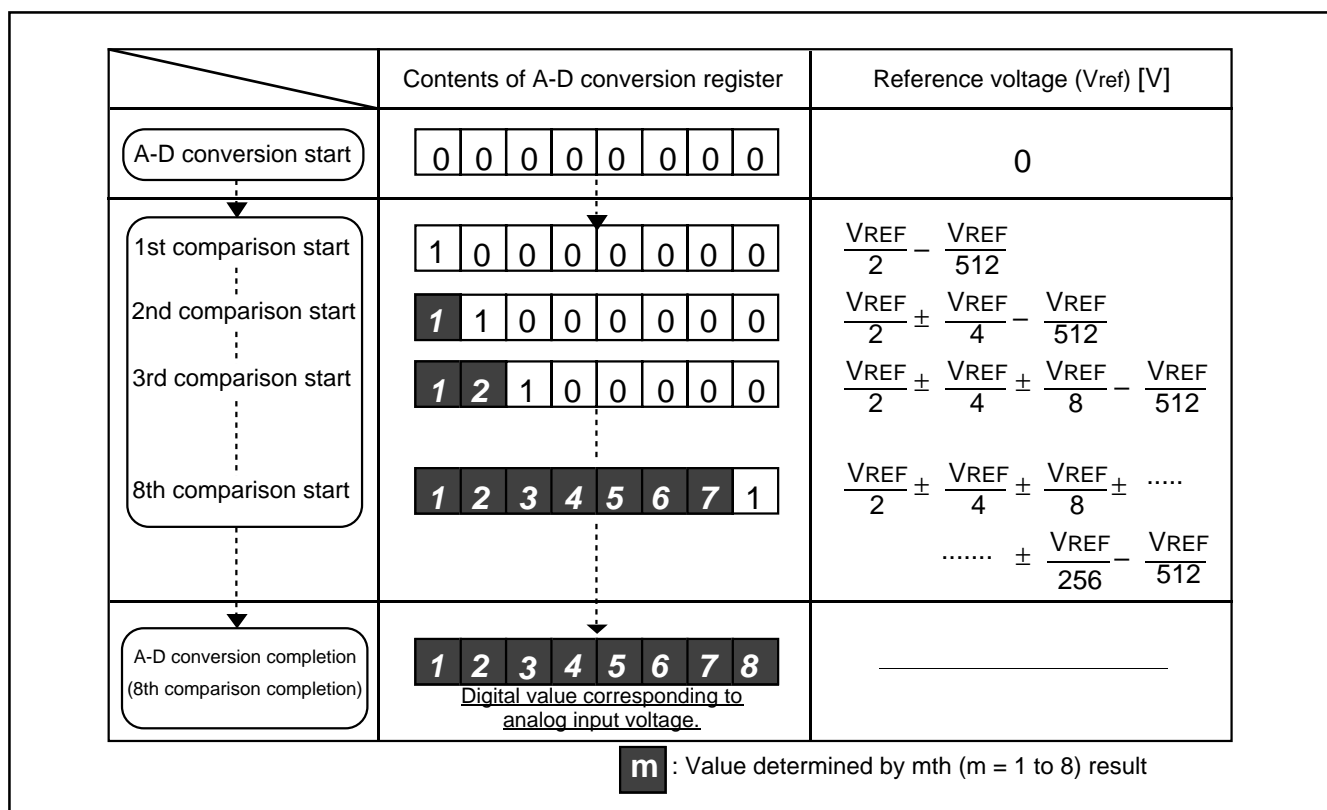 Contents of A-D conversion register Reference voltage (Vref) [V]
A-D conversion start 0 0 0 0 0 0 0 0 0
1st comparison start 1 0 0 0 0 0 0 0 VREF/2 – VREF/512
2nd comparison start 1 1 0 0 0 0 0 0 VREF/2 ± VREF/4 – VREF/512
3rd comparison start 1 2 1 0 0 0 0 0 VREF/2 ± VREF/4 ± VREF/8 – VREF/512
8th comparison start 1 2 3 4 5 6 7 1 VREF/2 ± VREF/4 ± VREF/8 ± .....
....... ± VREF/256 – VREF/512
A-D conversion completion
(8th comparison completion)
1 2 3 4 5 6 7 8
Digital value corresponding to
analog input voltage.
m : Value determined by mth (m = 1 to 8) result